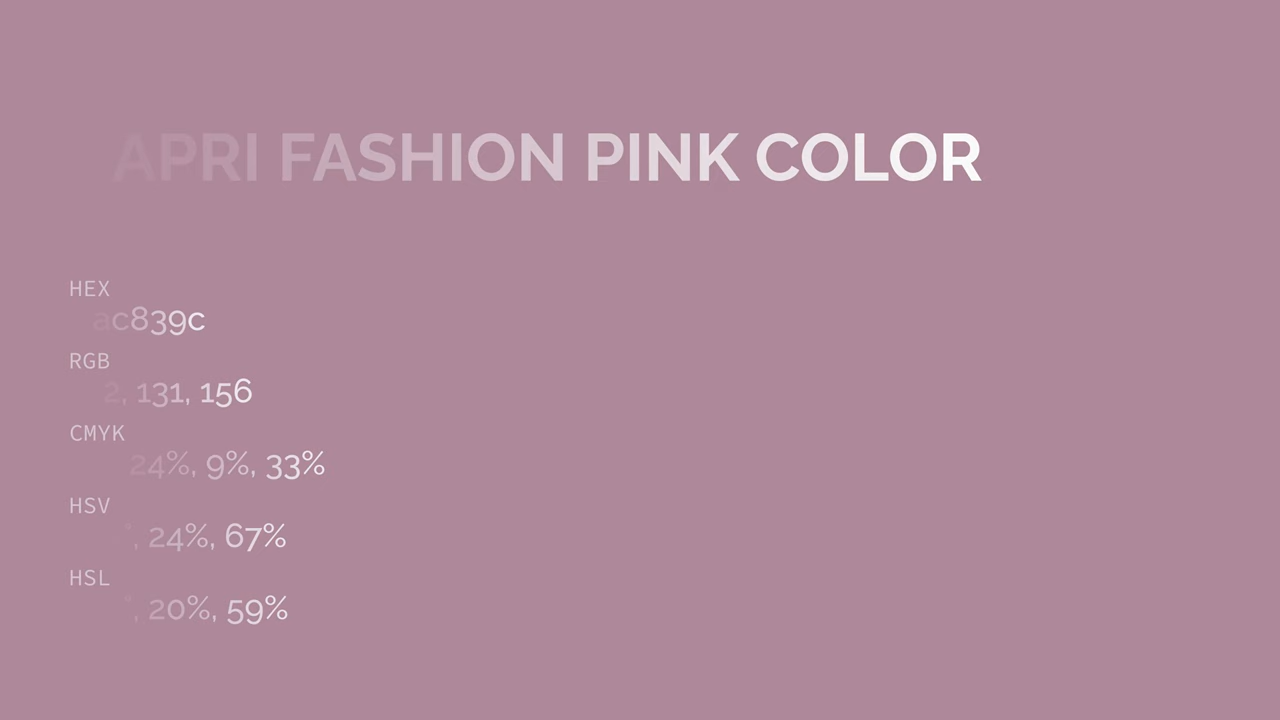 APRI FASHION PINK COLOR
HEX
ac839c
RGB
2, 131, 156
CMYK
24%, 9%, 33%
HSV
°, 24%, 67%
HSL
°, 20%, 59%